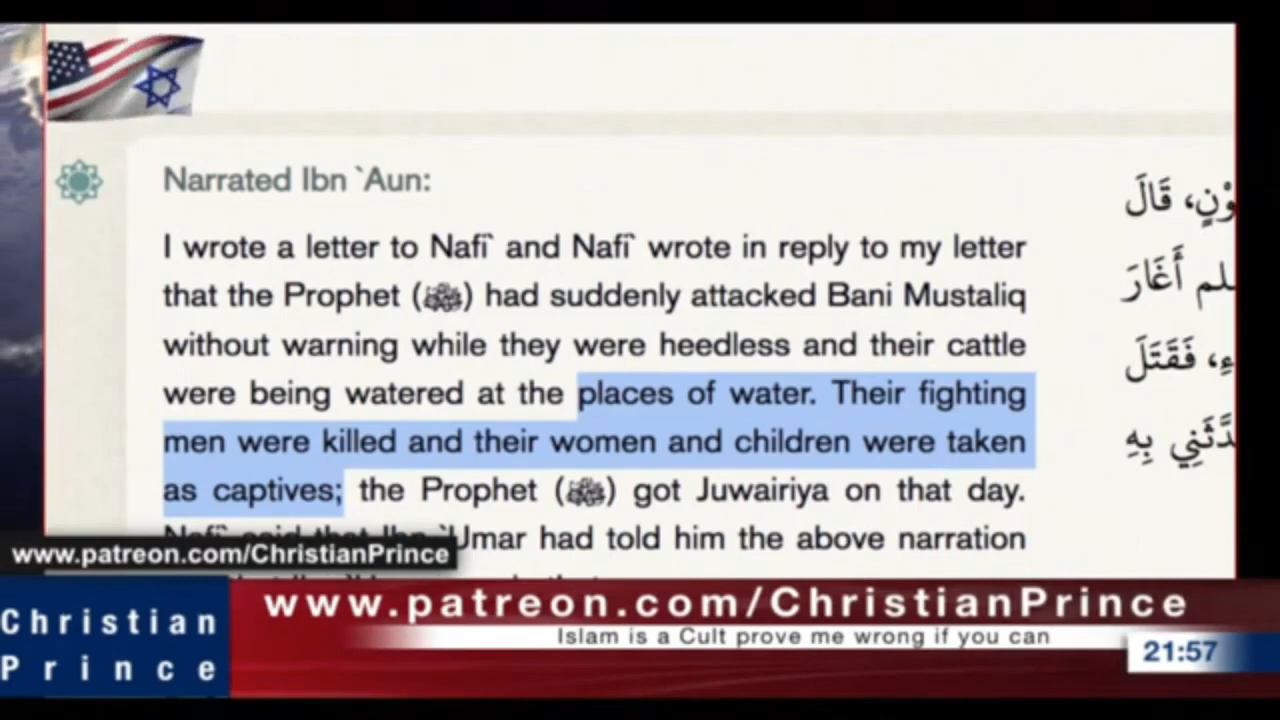 Narrated Ibn `Aun:
I wrote a letter to Nafi` and Nafi` wrote in reply to my letter
that the Prophet (ﷺ) had suddenly attacked Bani Mustaliq
without warning while they were heedless and their cattle
were being watered at the places of water. Their fighting
men were killed and their women and children were taken
as captives; the Prophet (ﷺ) got Juwairiya on that day.
Nafi` said that Ibn `Umar had told him the above narration
وْنٍ، قَالَ
أَغَارَ
فَقَتَلَ
بِهِ
www.patreon.com/ChristianPrince
Christian
Prince
www.patreon.com/ChristianPrince
Islam is a Cult prove me wrong if you can
21:57